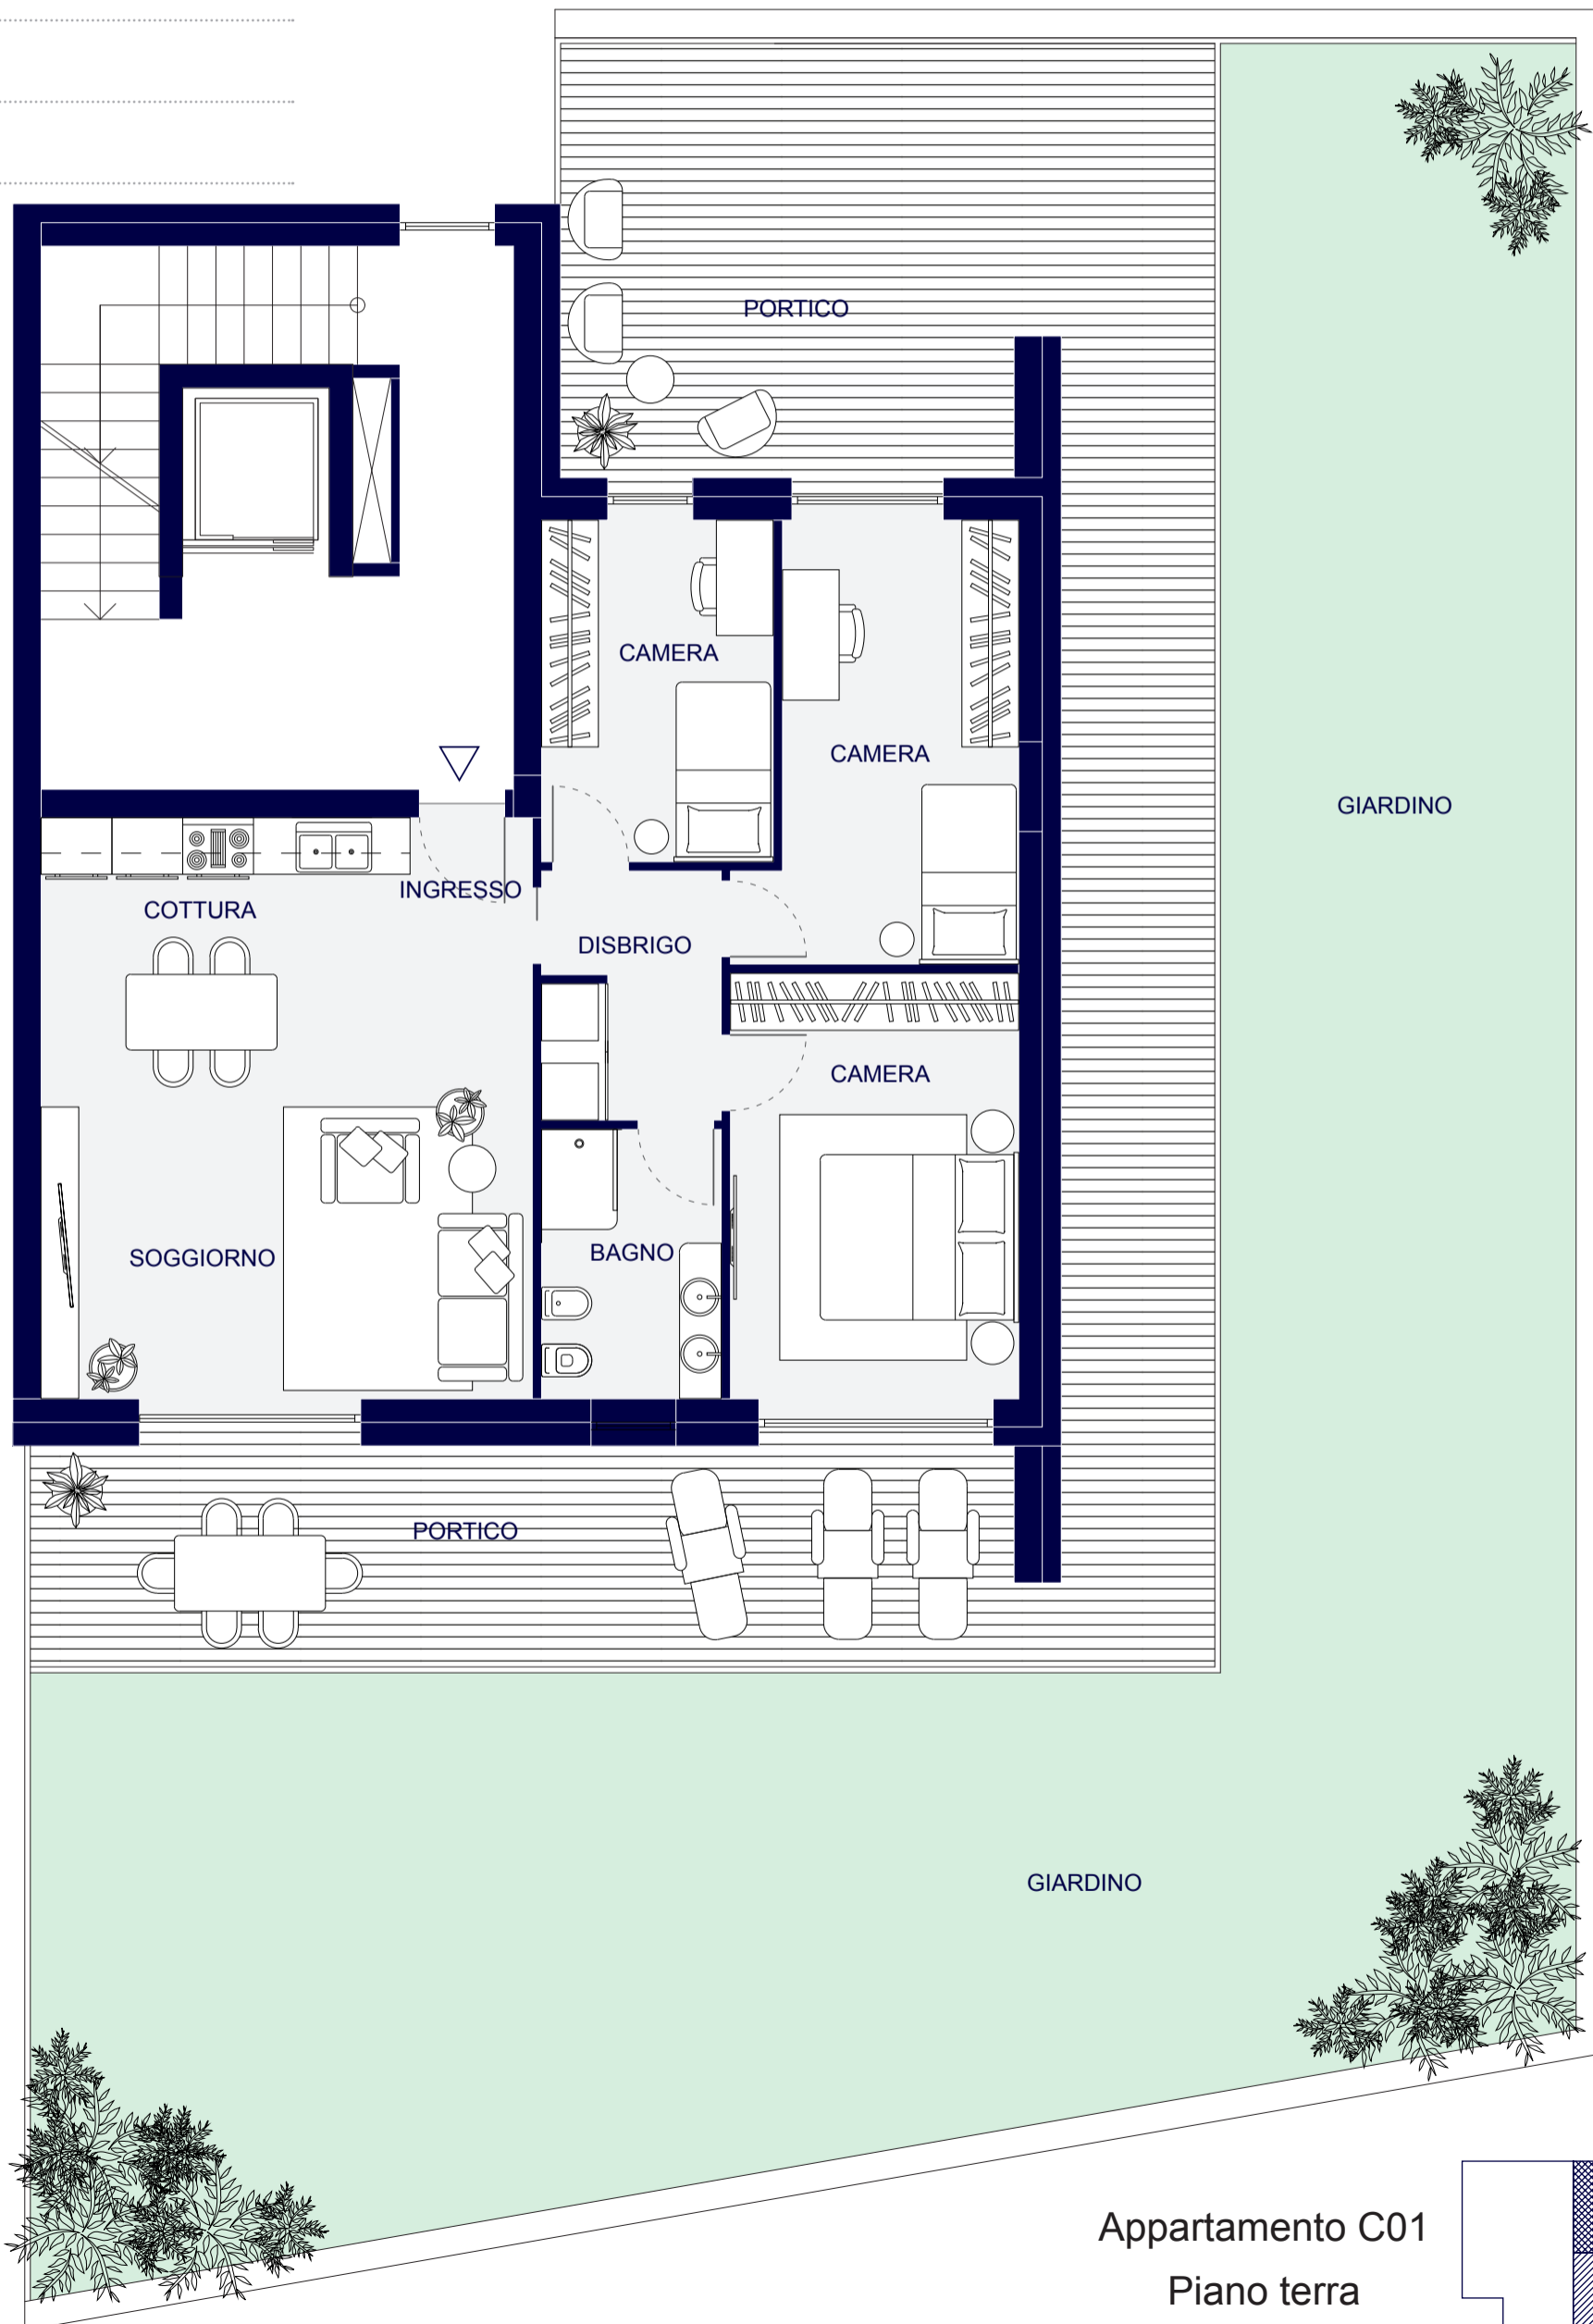 PORTICO
CAMERA
CAMERA
GIARDINO
INGRESSO
COTTURA
DISBRIGO
CAMERA
BAGNO
SOGGIORNO
PORTICO
GIARDINO
Appartamento C01
Piano terra